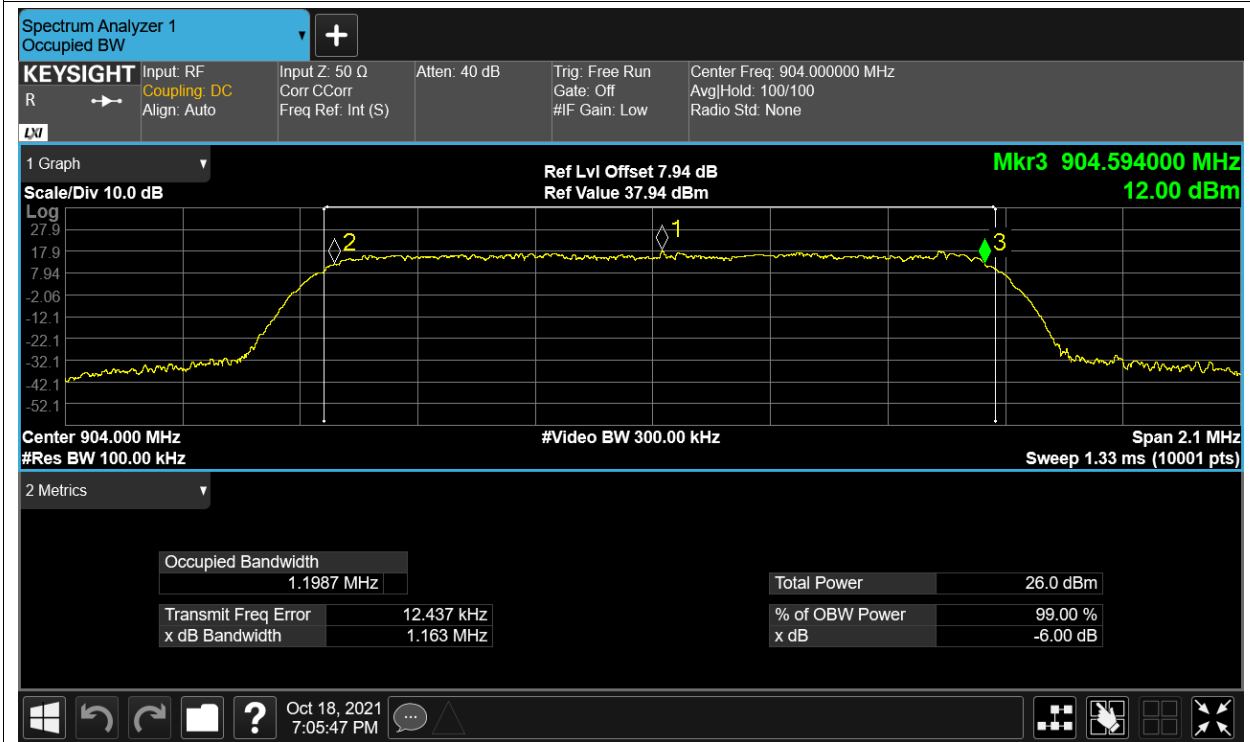 Spectrum Analyzer 1
Occupied BW
+
KEYSIGHT Input: RF Input Z: 50 Ω Atten: 40 dB Trig: Free Run Center Freq: 904.000000 MHz
R Coupling: DC Corr CCorr Gate: Off Avg|Hold: 100/100
Align: Auto Freq Ref: Int (S) #IF Gain: Low Radio Std: None
LXI
1 Graph Ref Lvl Offset 7.94 dB Mkr3 904.594000 MHz
Scale/Div 10.0 dB Ref Value 37.94 dBm 12.00 dBm
Log
27.9
17.9
7.94
-2.06
-12.1
-22.1
-32.1
-42.1
-52.1
2
1
3
Center 904.000 MHz #Video BW 300.00 kHz Span 2.1 MHz
#Res BW 100.00 kHz Sweep 1.33 ms (10001 pts)
2 Metrics
Occupied Bandwidth
1.1987 MHz
Total Power 26.0 dBm
Transmit Freq Error 12.437 kHz % of OBW Power 99.00 %
x dB Bandwidth 1.163 MHz x dB -6.00 dB
? Oct 18, 2021
7:05:47 PM